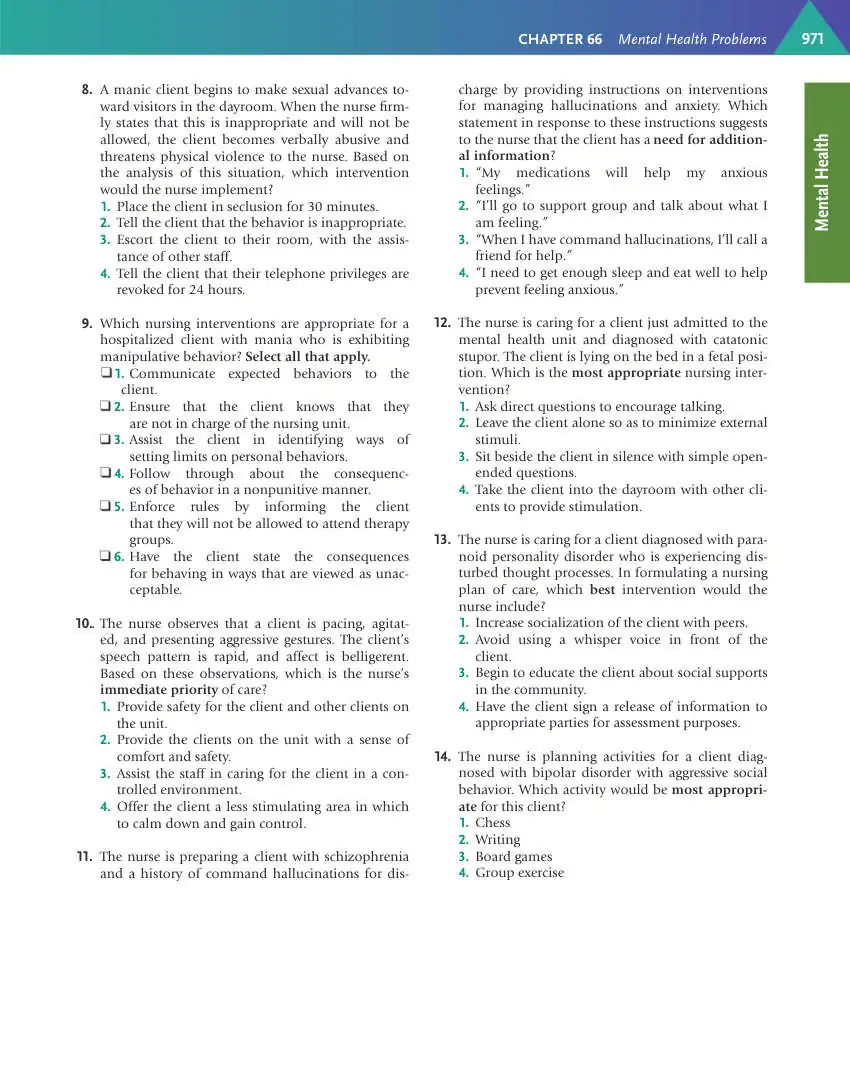 CHAPTER 66 Mental Health Problems 971
8. A manic client begins to make sexual advances to-
ward visitors in the dayroom. When the nurse firm-
ly states that this is inappropriate and will not be
allowed, the client becomes verbally abusive and
threatens physical violence to the nurse. Based on
the analysis of this situation, which intervention
would the nurse implement?
1. Place the client in seclusion for 30 minutes.
2. Tell the client that the behavior is inappropriate.
3. Escort the client to their room, with the assis-
tance of other staff.
4. Tell the client that their telephone privileges are
revoked for 24 hours.
9. Which nursing interventions are appropriate for a
hospitalized client with mania who is exhibiting
manipulative behavior? Select all that apply.
❑ 1. Communicate expected behaviors to the
client.
❑ 2. Ensure that the client knows that they
are not in charge of the nursing unit.
❑ 3. Assist the client in identifying ways of
setting limits on personal behaviors.
❑ 4. Follow through about the consequenc-
es of behavior in a nonpunitive manner.
❑ 5. Enforce rules by informing the client
that they will not be allowed to attend therapy
groups.
❑ 6. Have the client state the consequences
for behaving in ways that are viewed as unac-
ceptable.
10.. The nurse observes that a client is pacing, agitat-
ed, and presenting aggressive gestures. The client's
speech pattern is rapid, and affect is belligerent.
Based on these observations, which is the nurse's
immediate priority of care?
1. Provide safety for the client and other clients on
the unit.
2. Provide the clients on the unit with a sense of
comfort and safety.
3. Assist the staff in caring for the client in a con-
trolled environment.
4. Offer the client a less stimulating area in which
to calm down and gain control.
11. The nurse is preparing a client with schizophrenia
and a history of command hallucinations for dis-
charge by providing instructions on interventions
for managing hallucinations and anxiety. Which
statement in response to these instructions suggests
to the nurse that the client has a need for addition-
al information?
1. "My medications will help my anxious
feelings."
2. "I'll go to support group and talk about what I
am feeling."
3. "When I have command hallucinations, I'll call a
friend for help."
4. "I need to get enough sleep and eat well to help
prevent feeling anxious."
12. The nurse is caring for a client just admitted to the
mental health unit and diagnosed with catatonic
stupor. The client is lying on the bed in a fetal posi-
tion. Which is the most appropriate nursing inter-
vention?
1. Ask direct questions to encourage talking.
2. Leave the client alone so as to minimize external
stimuli.
3. Sit beside the client in silence with simple open-
ended questions.
4. Take the client into the dayroom with other cli-
ents to provide stimulation.
13. The nurse is caring for a client diagnosed with para-
noid personality disorder who is experiencing dis-
turbed thought processes. In formulating a nursing
plan of care, which best intervention would the
nurse include?
1. Increase socialization of the client with peers.
2. Avoid using a whisper voice in front of the
client.
3. Begin to educate the client about social supports
in the community.
4. Have the client sign a release of information to
appropriate parties for assessment purposes.
14. The nurse is planning activities for a client diag-
nosed with bipolar disorder with aggressive social
behavior. Which activity would be most appropri-
ate for this client?
1. Chess
2. Writing
3. Board games
4. Group exercise
Mental Health